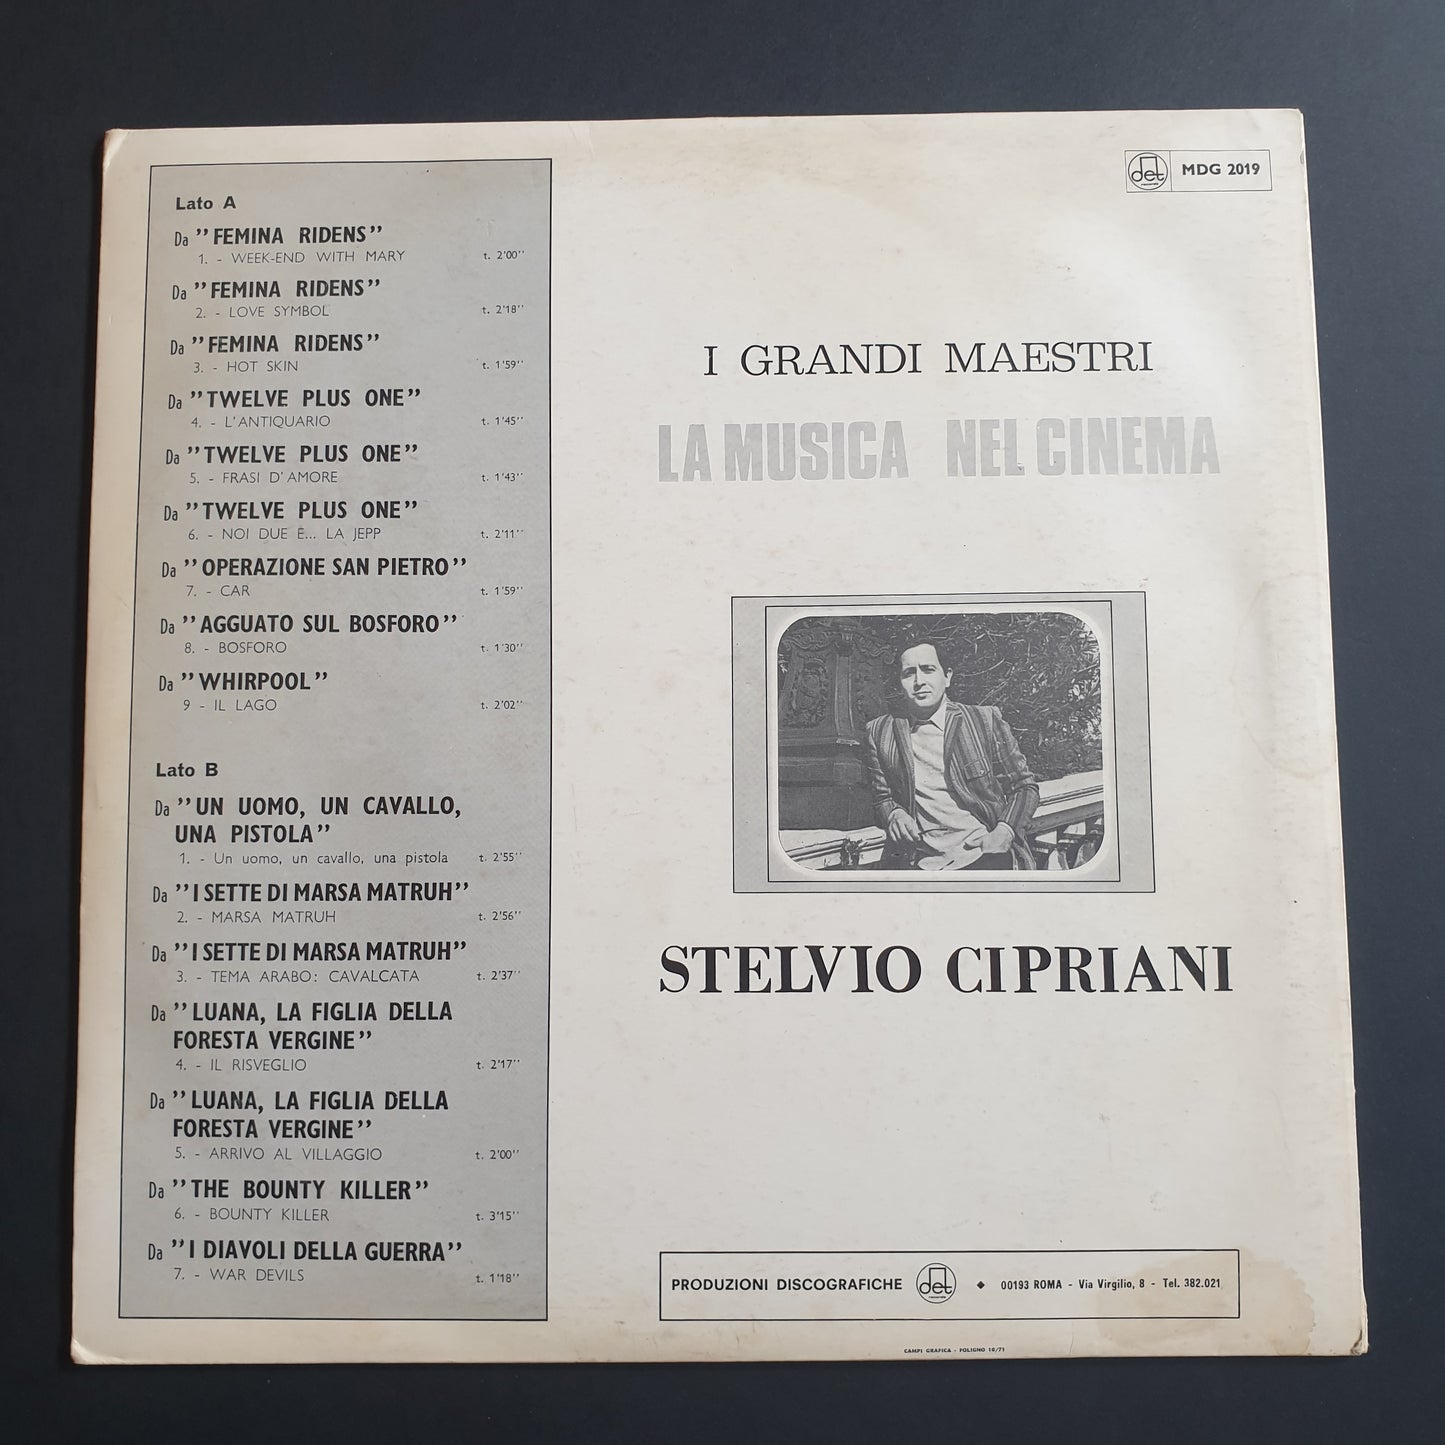 Lato A
Da "FEMINA RIDENS"
1. - WEEK-END WITH MARY t. 2'00''
Da "FEMINA RIDENS"
2. - LOVE SYMBOL t. 2'18''
Da "FEMINA RIDENS"
3. - HOT SKIN t. 1'59''
Da "TWELVE PLUS ONE"
4. - L'ANTIQUARIO t. 1'45''
Da "TWELVE PLUS ONE"
5. - FRASI D'AMORE t. 1'43''
Da "TWELVE PLUS ONE"
6. - NOI DUE E... LA JEPP t. 2'11''
Da "OPERAZIONE SAN PIETRO"
7. - CAR t. 1'59''
Da "AGGUATO SUL BOSFORO"
8. - BOSFORO t. 1'30''
Da "WHIRPOOL"
9 - IL LAGO t. 2'02''
Lato B
Da "UN UOMO, UN CAVALLO,
UNA PISTOLA"
1. - Un uomo, un cavallo, una pistola t. 2'55''
Da "I SETTE DI MARSA MATRUH"
2. - MARSA MATRUH t. 2'56''
Da "I SETTE DI MARSA MATRUH"
3. - TEMA ARABO: CAVALCATA t. 2'37''
Da "LUANA, LA FIGLIA DELLA
FORESTA VERGINE"
4. - IL RISVEGLIO t. 2'17''
Da "LUANA, LA FIGLIA DELLA
FORESTA VERGINE"
5. - ARRIVO AL VILLAGGIO t. 2'00''
Da "THE BOUNTY KILLER"
6. - BOUNTY KILLER t. 3'15''
Da "I DIAVOLI DELLA GUERRA"
7. - WAR DEVILS t. 1'18''
det records MDG 2019
I GRANDI MAESTRI
LA MUSICA NEL CINEMA
STELVIO CIPRIANI
PRODUZIONI DISCOGRAFICHE det records ◆ 00193 ROMA - Via Virgilio, 8 - Tel. 382.021
CAMPI GRAFICA - FOLIGNO 10/71